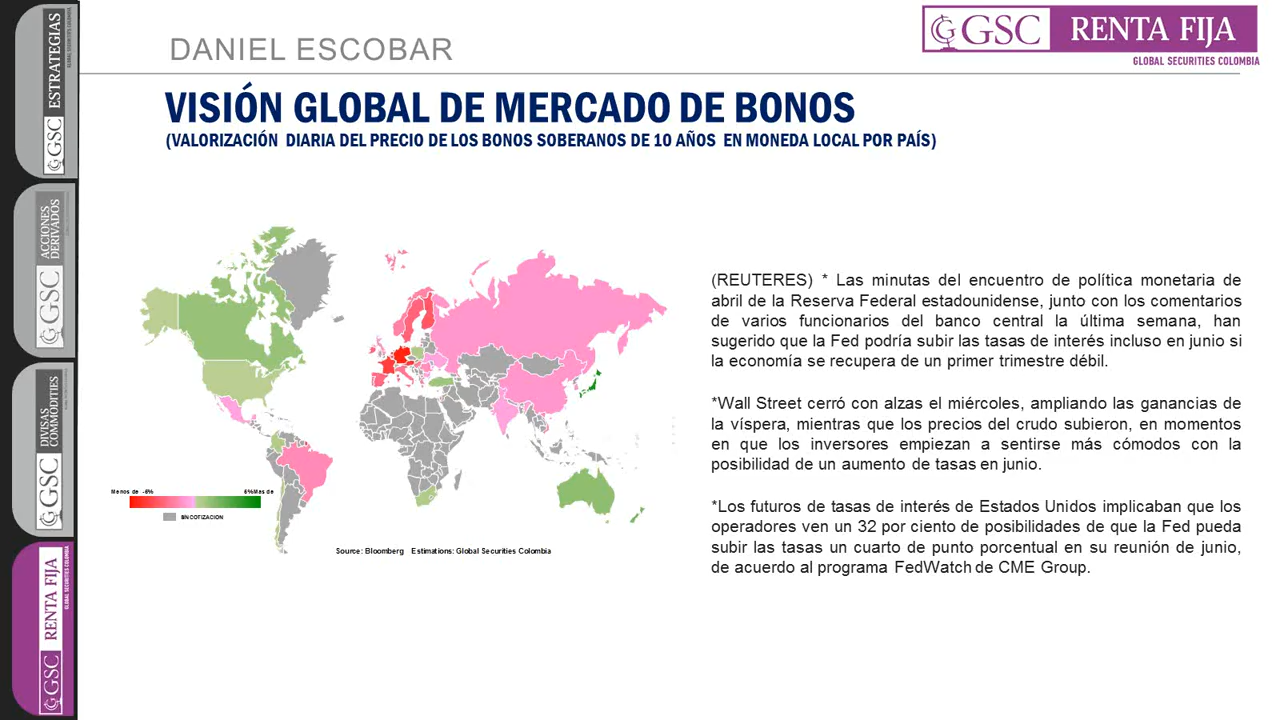 DANIEL ESCOBAR
GSC RENTA FIJA
GLOBAL SECURITIES COLOMBIA
VISIÓN GLOBAL DE MERCADO DE BONOS
(VALORIZACIÓN DIARIA DEL PRECIO DE LOS BONOS SOBERANOS DE 10 AÑOS EN MONEDA LOCAL POR PAÍS)
GSC ESTRATEGIAS
GSC ACCIONES
DERIVADOS
GSC DIVISAS
COMMODITIES
GSC RENTA FIJA
GLOBAL SECURITIES COLOMBIA
Menos de -6% 6%Mas de
SIN COTIZACION
Source: Bloomberg Estimations: Global Securities Colombia
(REUTERES) * Las minutas del encuentro de política monetaria de
abril de la Reserva Federal estadounidense, junto con los comentarios
de varios funcionarios del banco central la última semana, han
sugerido que la Fed podría subir las tasas de interés incluso en junio si
la economía se recupera de un primer trimestre débil.
*Wall Street cerró con alzas el miércoles, ampliando las ganancias de
la víspera, mientras que los precios del crudo subieron, en momentos
en que los inversores empiezan a sentirse más cómodos con la
posibilidad de un aumento de tasas en junio.
*Los futuros de tasas de interés de Estados Unidos implicaban que los
operadores ven un 32 por ciento de posibilidades de que la Fed pueda
subir las tasas un cuarto de punto porcentual en su reunión de junio,
de acuerdo al programa FedWatch de CME Group.